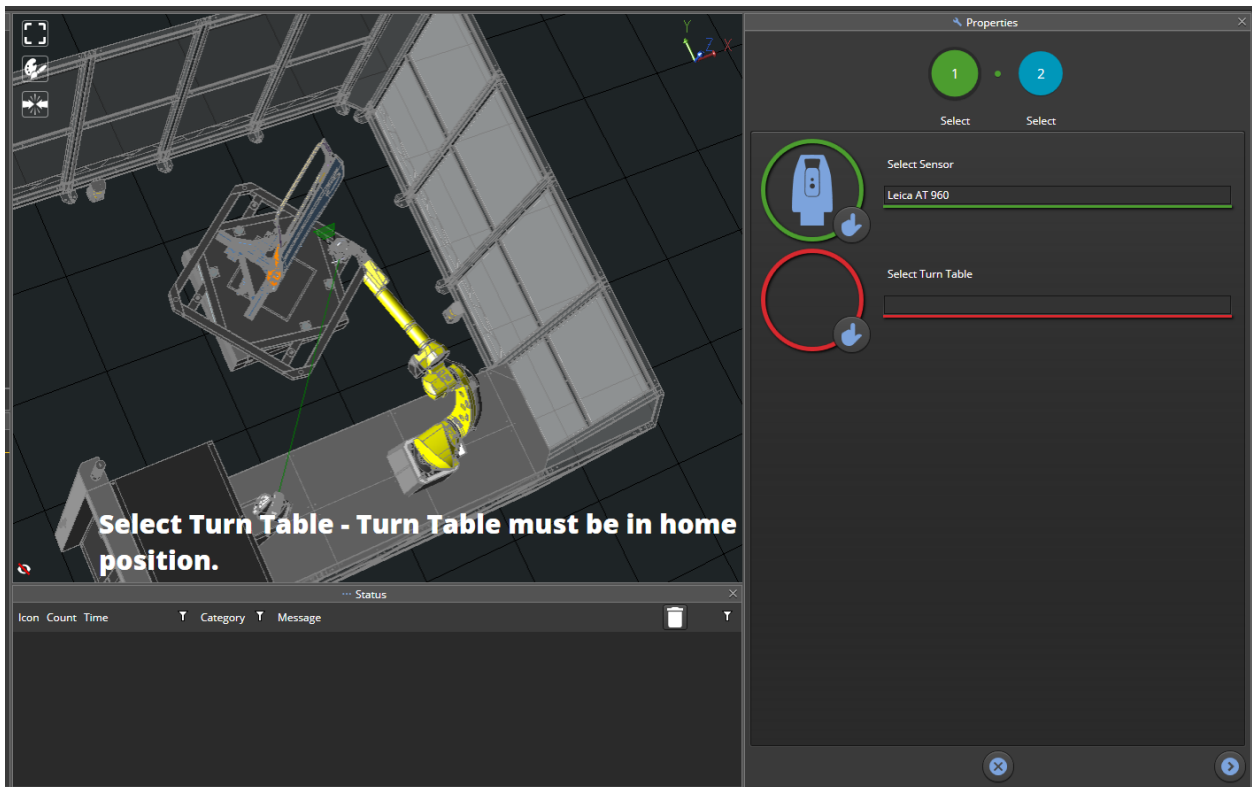 Y
Z
X
Select Turn Table - Turn Table must be in home
position.
Status
Icon Count Time Category Message
Properties
1
2
Select
Select
Select Sensor
Leica AT 960
Select Turn Table